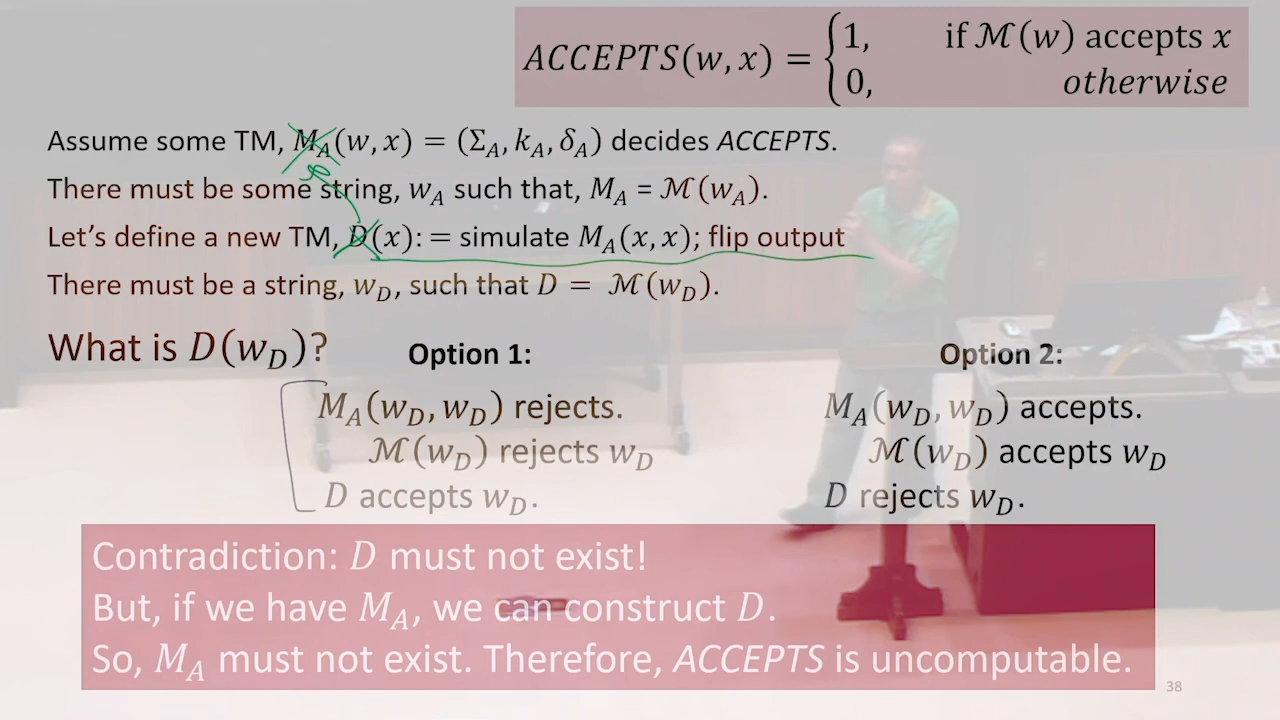 ACCEPTS(w, x) = { 1, if ℳ(w) accepts x
0, otherwise
Assume some TM, M_A(w, x) = (Σ_A, k_A, δ_A) decides ACCEPTS.
There must be some string, w_A such that, M_A = ℳ(w_A).
Let's define a new TM, D(x): = simulate M_A(x, x); flip output
There must be a string, w_D, such that D = ℳ(w_D).
What is D(w_D)?
Option 1:
M_A(w_D, w_D) rejects.
ℳ(w_D) rejects w_D
D accepts w_D.
Option 2:
M_A(w_D, w_D) accepts.
ℳ(w_D) accepts w_D
D rejects w_D.
Contradiction: D must not exist!
But, if we have M_A, we can construct D.
So, M_A must not exist. Therefore, ACCEPTS is uncomputable.
38